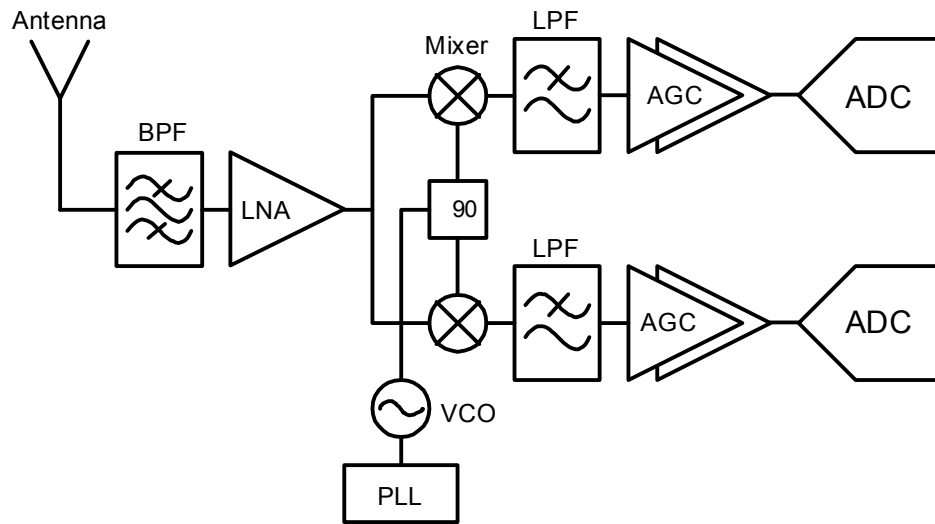 Antenna
BPF
LNA
Mixer
90
LPF
AGC
ADC
LPF
AGC
ADC
VCO
PLL